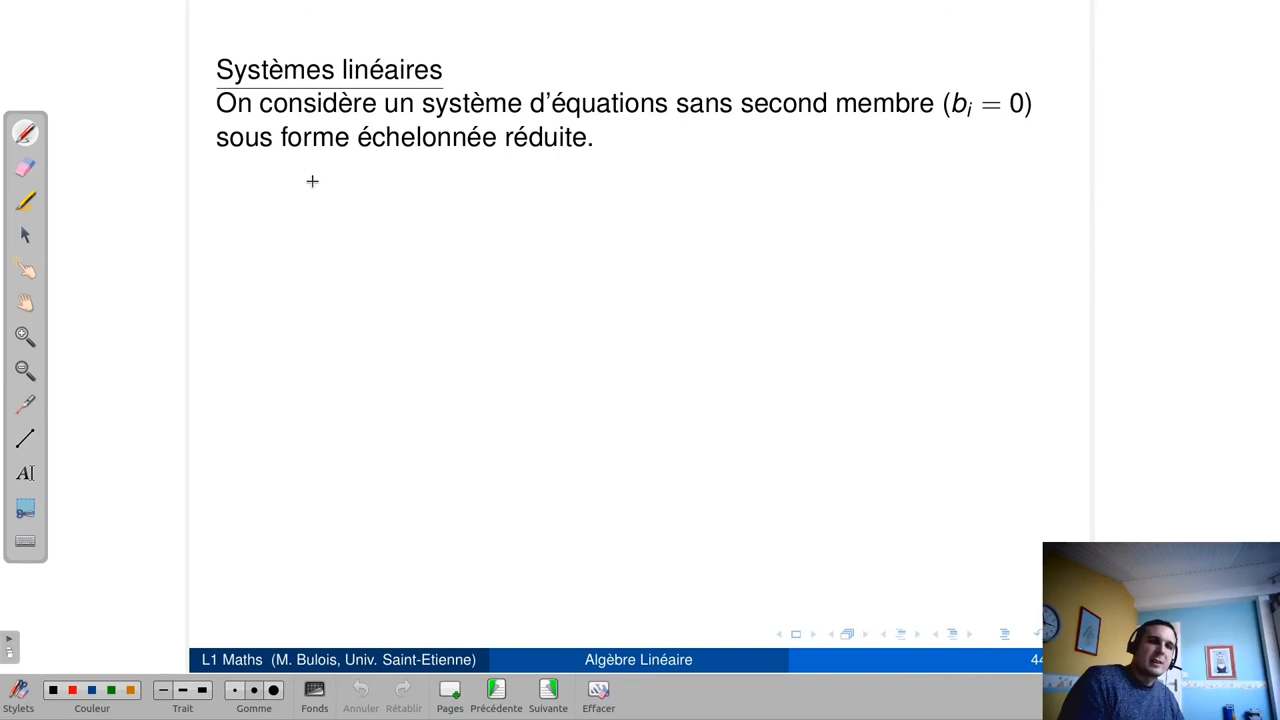 Systèmes linéaires
On considère un système d'équations sans second membre (bᵢ = 0)
sous forme échelonnée réduite.
L1 Maths (M. Bulois, Univ. Saint-Etienne)
Algèbre Linéaire
44
Stylets
Couleur
Trait
Gomme
Fonds
Annuler
Rétablir
Pages
Précédente
Suivante
Effacer